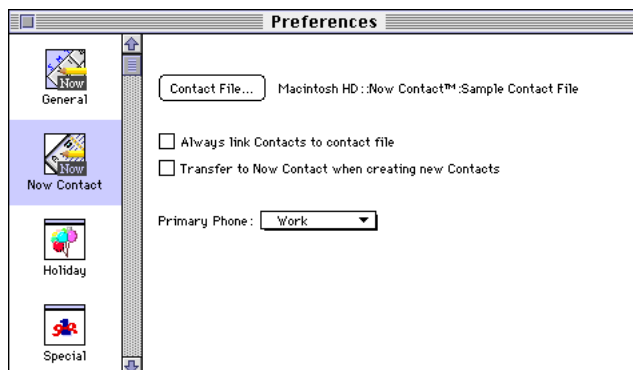 Preferences
Now
General
Now
Now Contact
Holiday
Special
Contact File... Macintosh HD::Now Contact™:Sample Contact File
Always link Contacts to contact file
Transfer to Now Contact when creating new Contacts
Primary Phone: Work